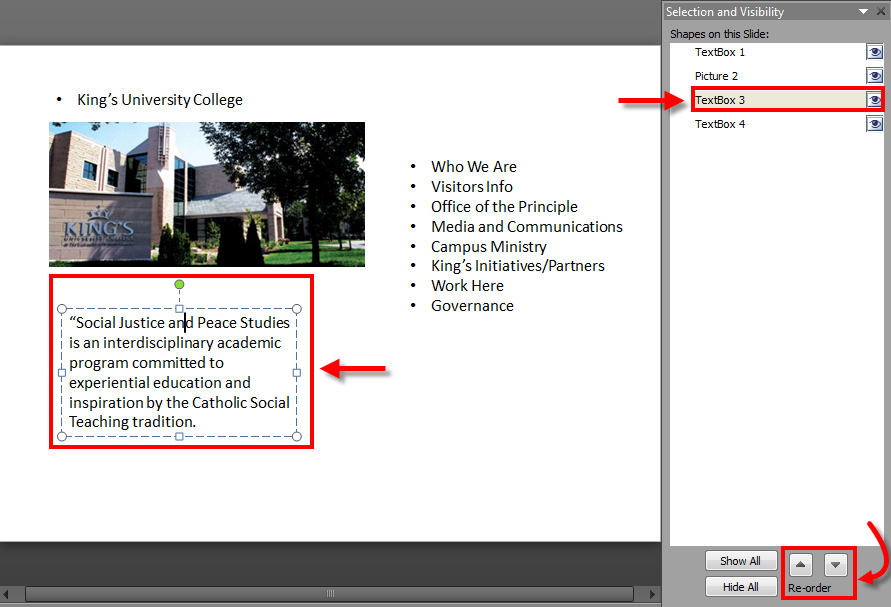 Selection and Visibility
Shapes on this Slide:
TextBox 1
Picture 2
TextBox 3
TextBox 4
Show All
Hide All
Re-order
• King's University College
KING'S
UNIVERSITY COLLEGE
“Social Justice and Peace Studies
is an interdisciplinary academic
program committed to
experiential education and
inspiration by the Catholic Social
Teaching tradition.
• Who We Are
• Visitors Info
• Office of the Principle
• Media and Communications
• Campus Ministry
• King's Initiatives/Partners
• Work Here
• Governance